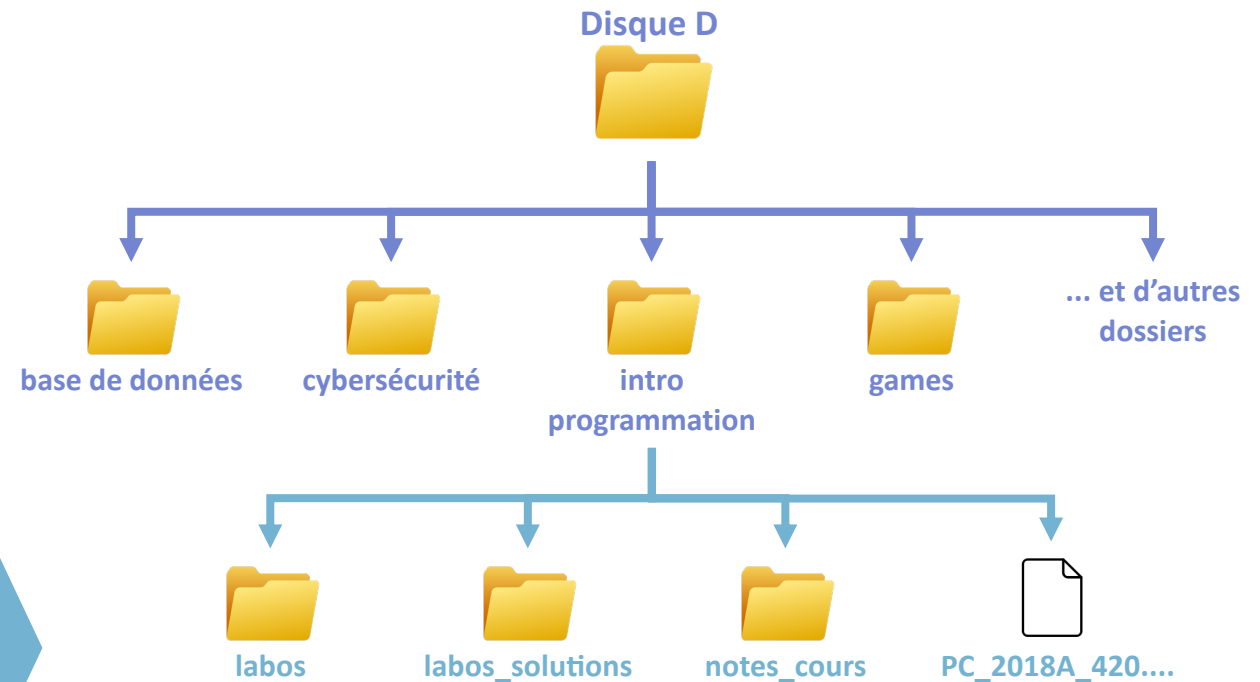 Disque D
base de données
cybersécurité
intro
programmation
games
... et d’autres
dossiers
labos
labos_solutions
notes_cours
PC_2018A_420....